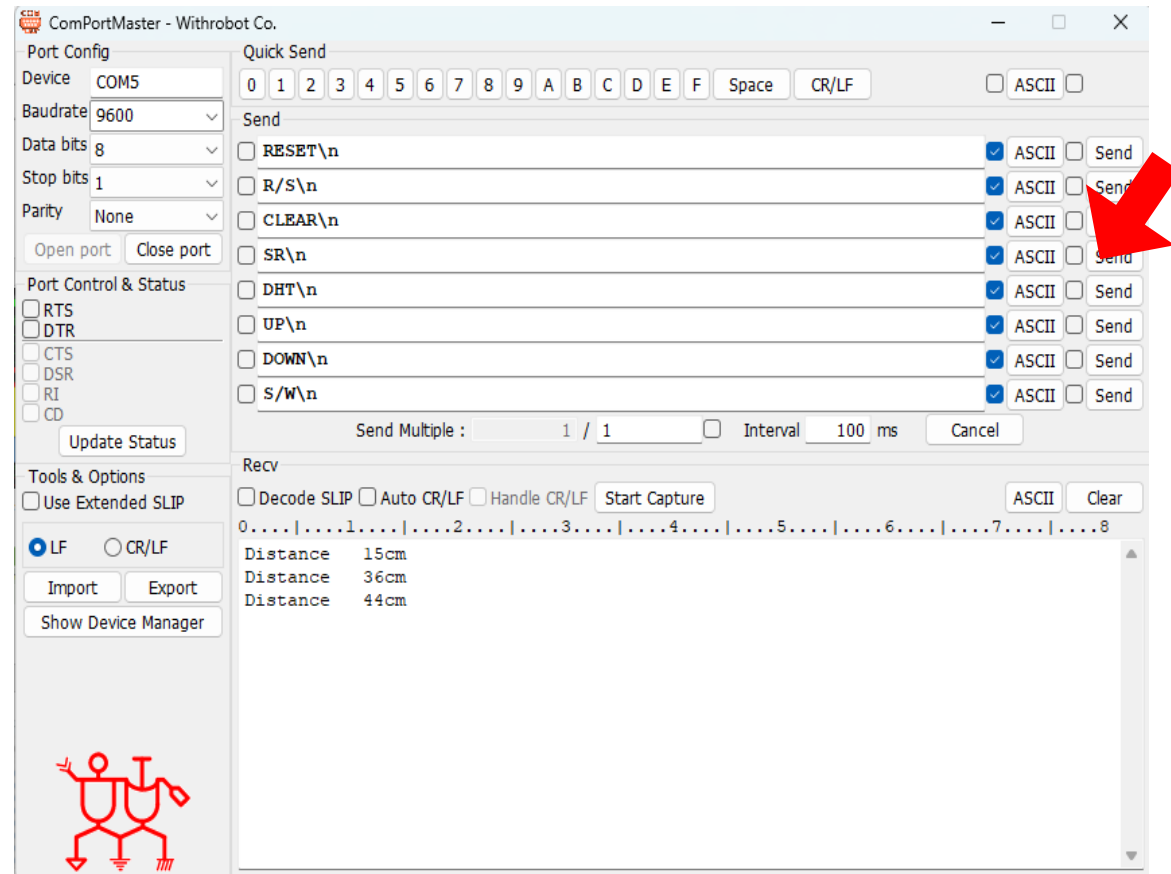 ComPortMaster - Withrobot Co.
Port Config
Device COM5
Baudrate 9600
Data bits 8
Stop bits 1
Parity None
Open port Close port
Port Control & Status
RTS
DTR
CTS
DSR
RI
CD
Update Status
Tools & Options
Use Extended SLIP
LF CR/LF
Import Export
Show Device Manager
Quick Send
0 1 2 3 4 5 6 7 8 9 A B C D E F Space CR/LF ASCII
Send
RESET\n ASCII Send
R/S\n ASCII Send
CLEAR\n ASCII
SR\n ASCII Send
DHT\n ASCII Send
UP\n ASCII Send
DOWN\n ASCII Send
S/W\n ASCII Send
Send Multiple : 1 / 1 Interval 100 ms Cancel
Recv
Decode SLIP Auto CR/LF Handle CR/LF Start Capture ASCII Clear
0....|....1....|....2....|....3....|....4....|....5....|....6....|....7....|....8
Distance 15cm
Distance 36cm
Distance 44cm